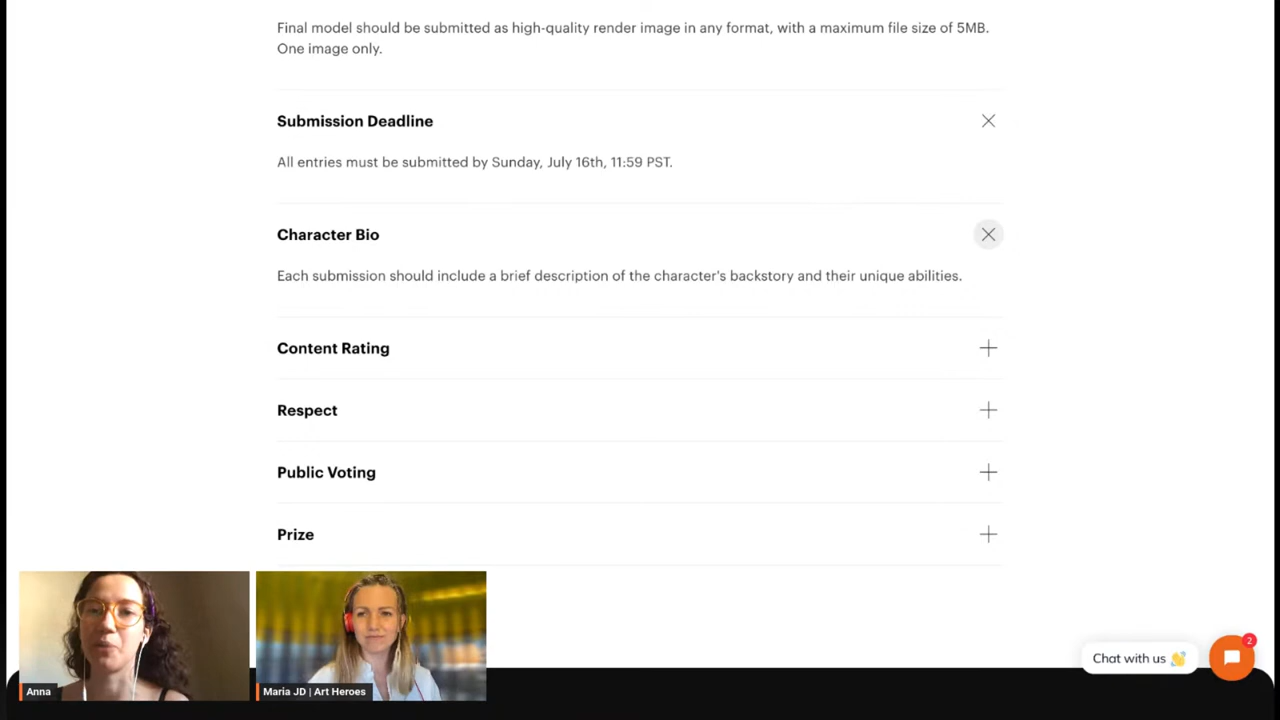 Final model should be submitted as high-quality render image in any format, with a maximum file size of 5MB.
One image only.
Submission Deadline
All entries must be submitted by Sunday, July 16th, 11:59 PST.
Character Bio
Each submission should include a brief description of the character's backstory and their unique abilities.
Content Rating
Respect
Public Voting
Prize
Chat with us 👋
2
Anna
Maria JD | Art Heroes